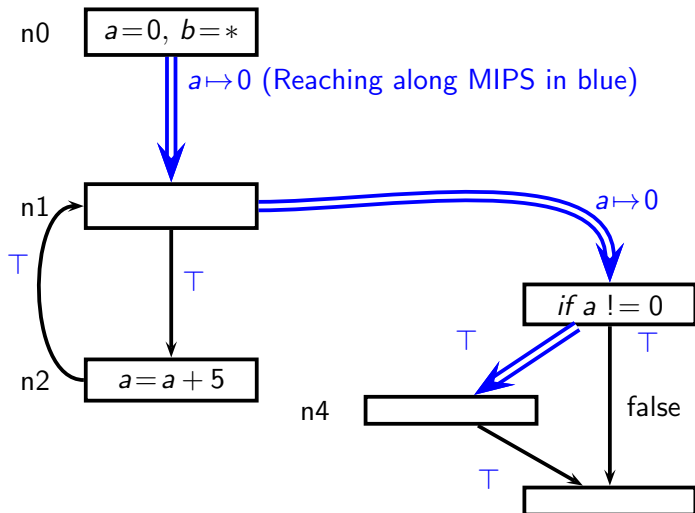 n0
a=0, b=*
a↦0 (Reaching along MIPS in blue)
n1
a↦0
⊤
⊤
if a != 0
⊤
⊤
n2
a=a+5
n4
false
⊤